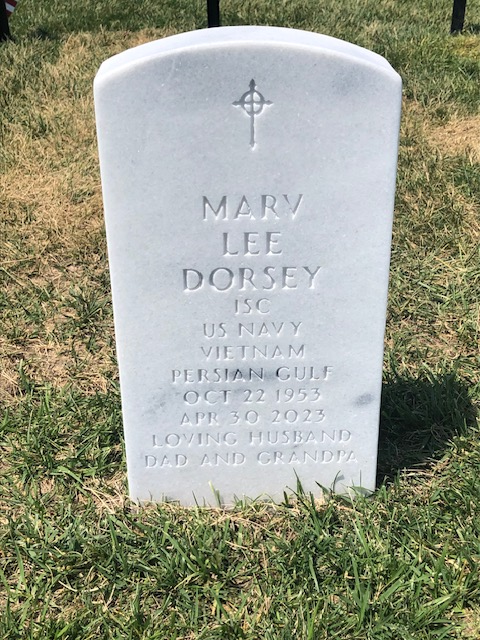 MARV
LEE
DORSEY
ISC
US NAVY
VIETNAM
PERSIAN GULF
OCT 22 1953
APR 30 2023
LOVING HUSBAND
DAD AND GRANDPA